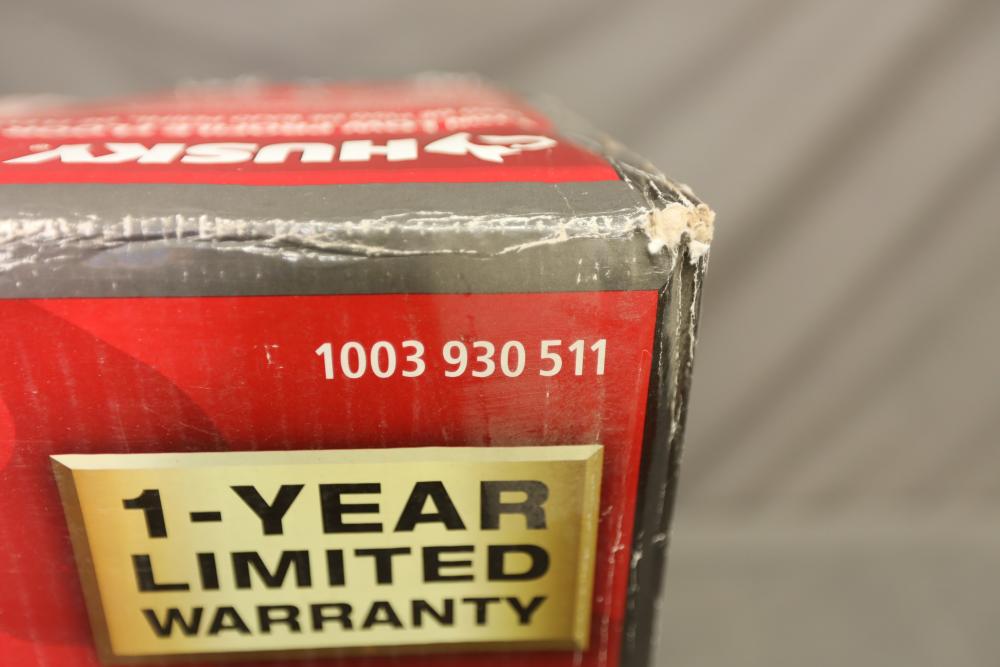 HUSKY
1003 930 511
1-YEAR
LIMITED
WARRANTY